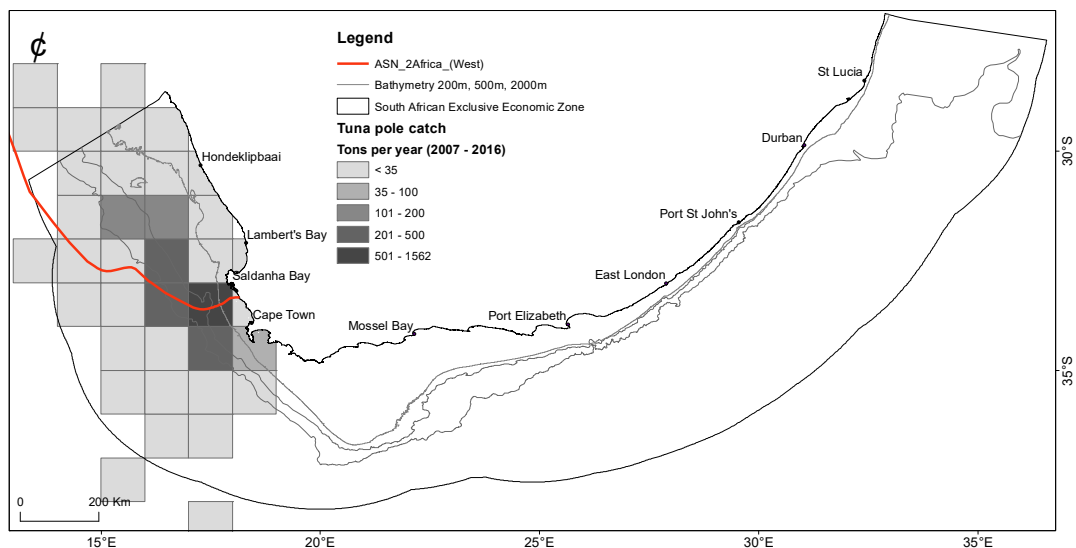 ¢
Legend
ASN_2Africa_(West)
Bathymetry 200m, 500m, 2000m
South African Exclusive Economic Zone
Tuna pole catch
Tons per year (2007 - 2016)
< 35
35 - 100
101 - 200
201 - 500
501 - 1562
St Lucia
Durban
Hondeklipbaai
Port St John's
Lambert's Bay
Saldanha Bay
East London
Cape Town
Mossel Bay
Port Elizabeth
30°S
35°S
0 200 Km
15°E 20°E 25°E 30°E 35°E